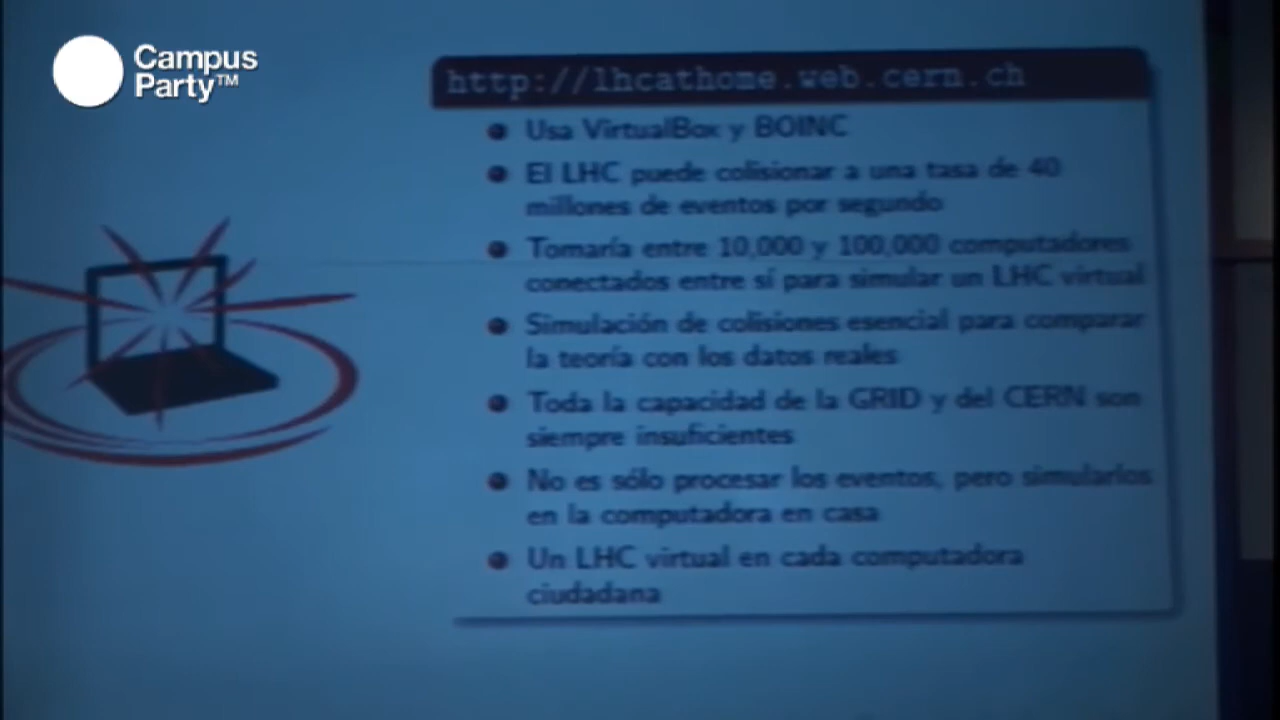 Campus
Party™
http://lhcathome.web.cern.ch
Usa VirtualBox y BOINC
El LHC puede colisionar a una tasa de 40
millones de eventos por segundo
Tomaría entre 10,000 y 100,000 computadores
conectados entre sí para simular un LHC virtual
Simulación de colisiones esencial para comparar
la teoría con los datos reales
Toda la capacidad de la GRID y del CERN son
siempre insuficientes
No es sólo procesar los eventos, pero simularlos
en la computadora en casa
Un LHC virtual en cada computadora
ciudadana